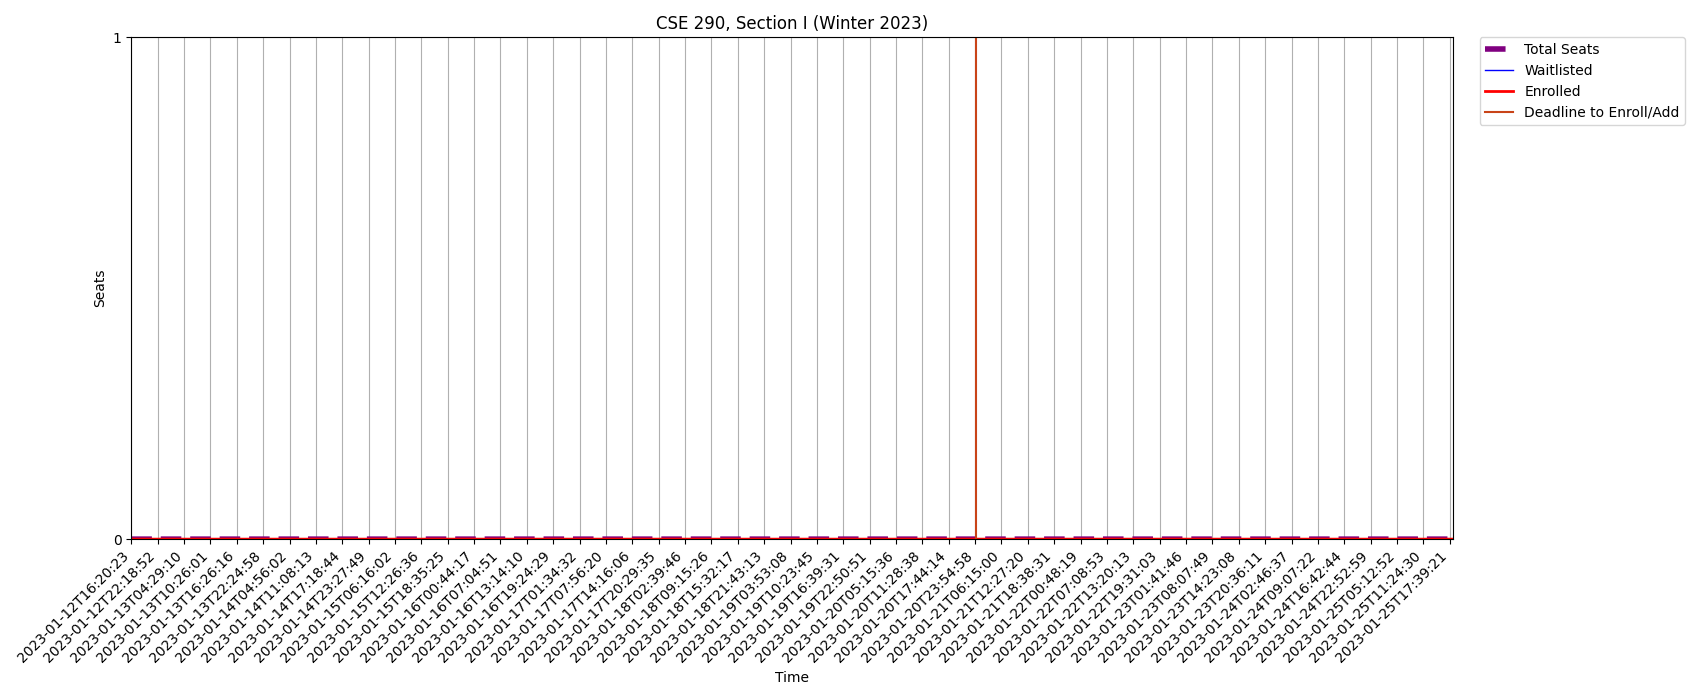 CSE 290, Section I (Winter 2023)
Total Seats
Waitlisted
Enrolled
Deadline to Enroll/Add
1
Seats
0
2023-01-12T16:20:23
2023-01-12T22:18:52
2023-01-13T04:29:10
2023-01-13T10:26:01
2023-01-13T16:26:16
2023-01-13T22:24:58
2023-01-14T04:56:02
2023-01-14T11:08:13
2023-01-14T17:18:44
2023-01-14T23:27:49
2023-01-15T06:16:02
2023-01-15T12:26:36
2023-01-15T18:35:25
2023-01-16T00:44:17
2023-01-16T07:04:51
2023-01-16T13:14:10
2023-01-16T19:24:29
2023-01-17T01:34:32
2023-01-17T07:56:20
2023-01-17T14:16:06
2023-01-17T20:29:35
2023-01-18T02:39:46
2023-01-18T09:15:26
2023-01-18T15:32:17
2023-01-18T21:43:13
2023-01-19T03:53:08
2023-01-19T10:23:45
2023-01-19T16:39:31
2023-01-19T22:50:51
2023-01-20T05:15:36
2023-01-20T11:28:38
2023-01-20T17:44:14
2023-01-20T23:54:58
2023-01-21T06:15:00
2023-01-21T12:27:20
2023-01-21T18:38:31
2023-01-22T00:48:19
2023-01-22T07:08:53
2023-01-22T13:20:13
2023-01-22T19:31:03
2023-01-23T01:41:46
2023-01-23T08:07:49
2023-01-23T14:23:08
2023-01-23T20:36:11
2023-01-24T02:46:37
2023-01-24T09:07:22
2023-01-24T16:42:44
2023-01-24T22:52:59
2023-01-25T05:12:52
2023-01-25T11:24:30
2023-01-25T17:39:21
Time